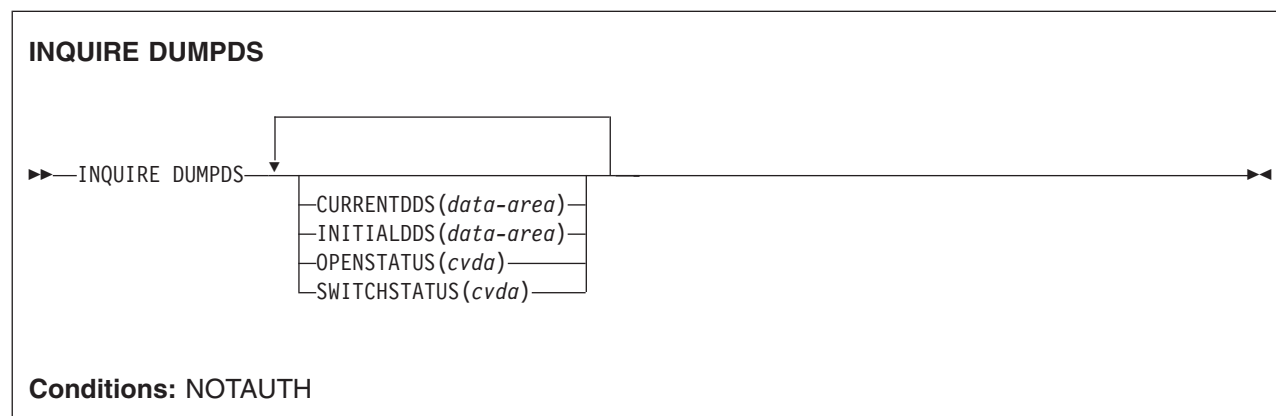 INQUIRE DUMPDS
INQUIRE DUMPDS
CURRENTDDS(data-area)
INITIALDDS(data-area)
OPENSTATUS(cvda)
SWITCHSTATUS(cvda)
Conditions: NOTAUTH